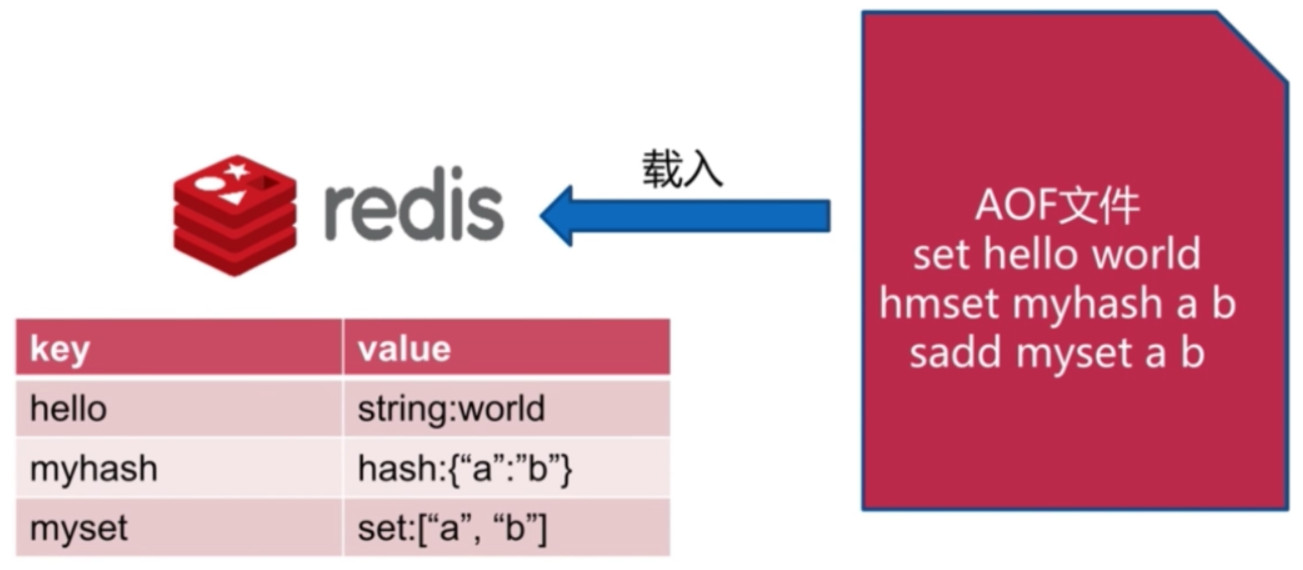 载入
redis
AOF文件
set hello world
hmset myhash a b
sadd myset a b
key value
hello string:world
myhash hash:{“a”:”b”}
myset set:[“a”, “b”]